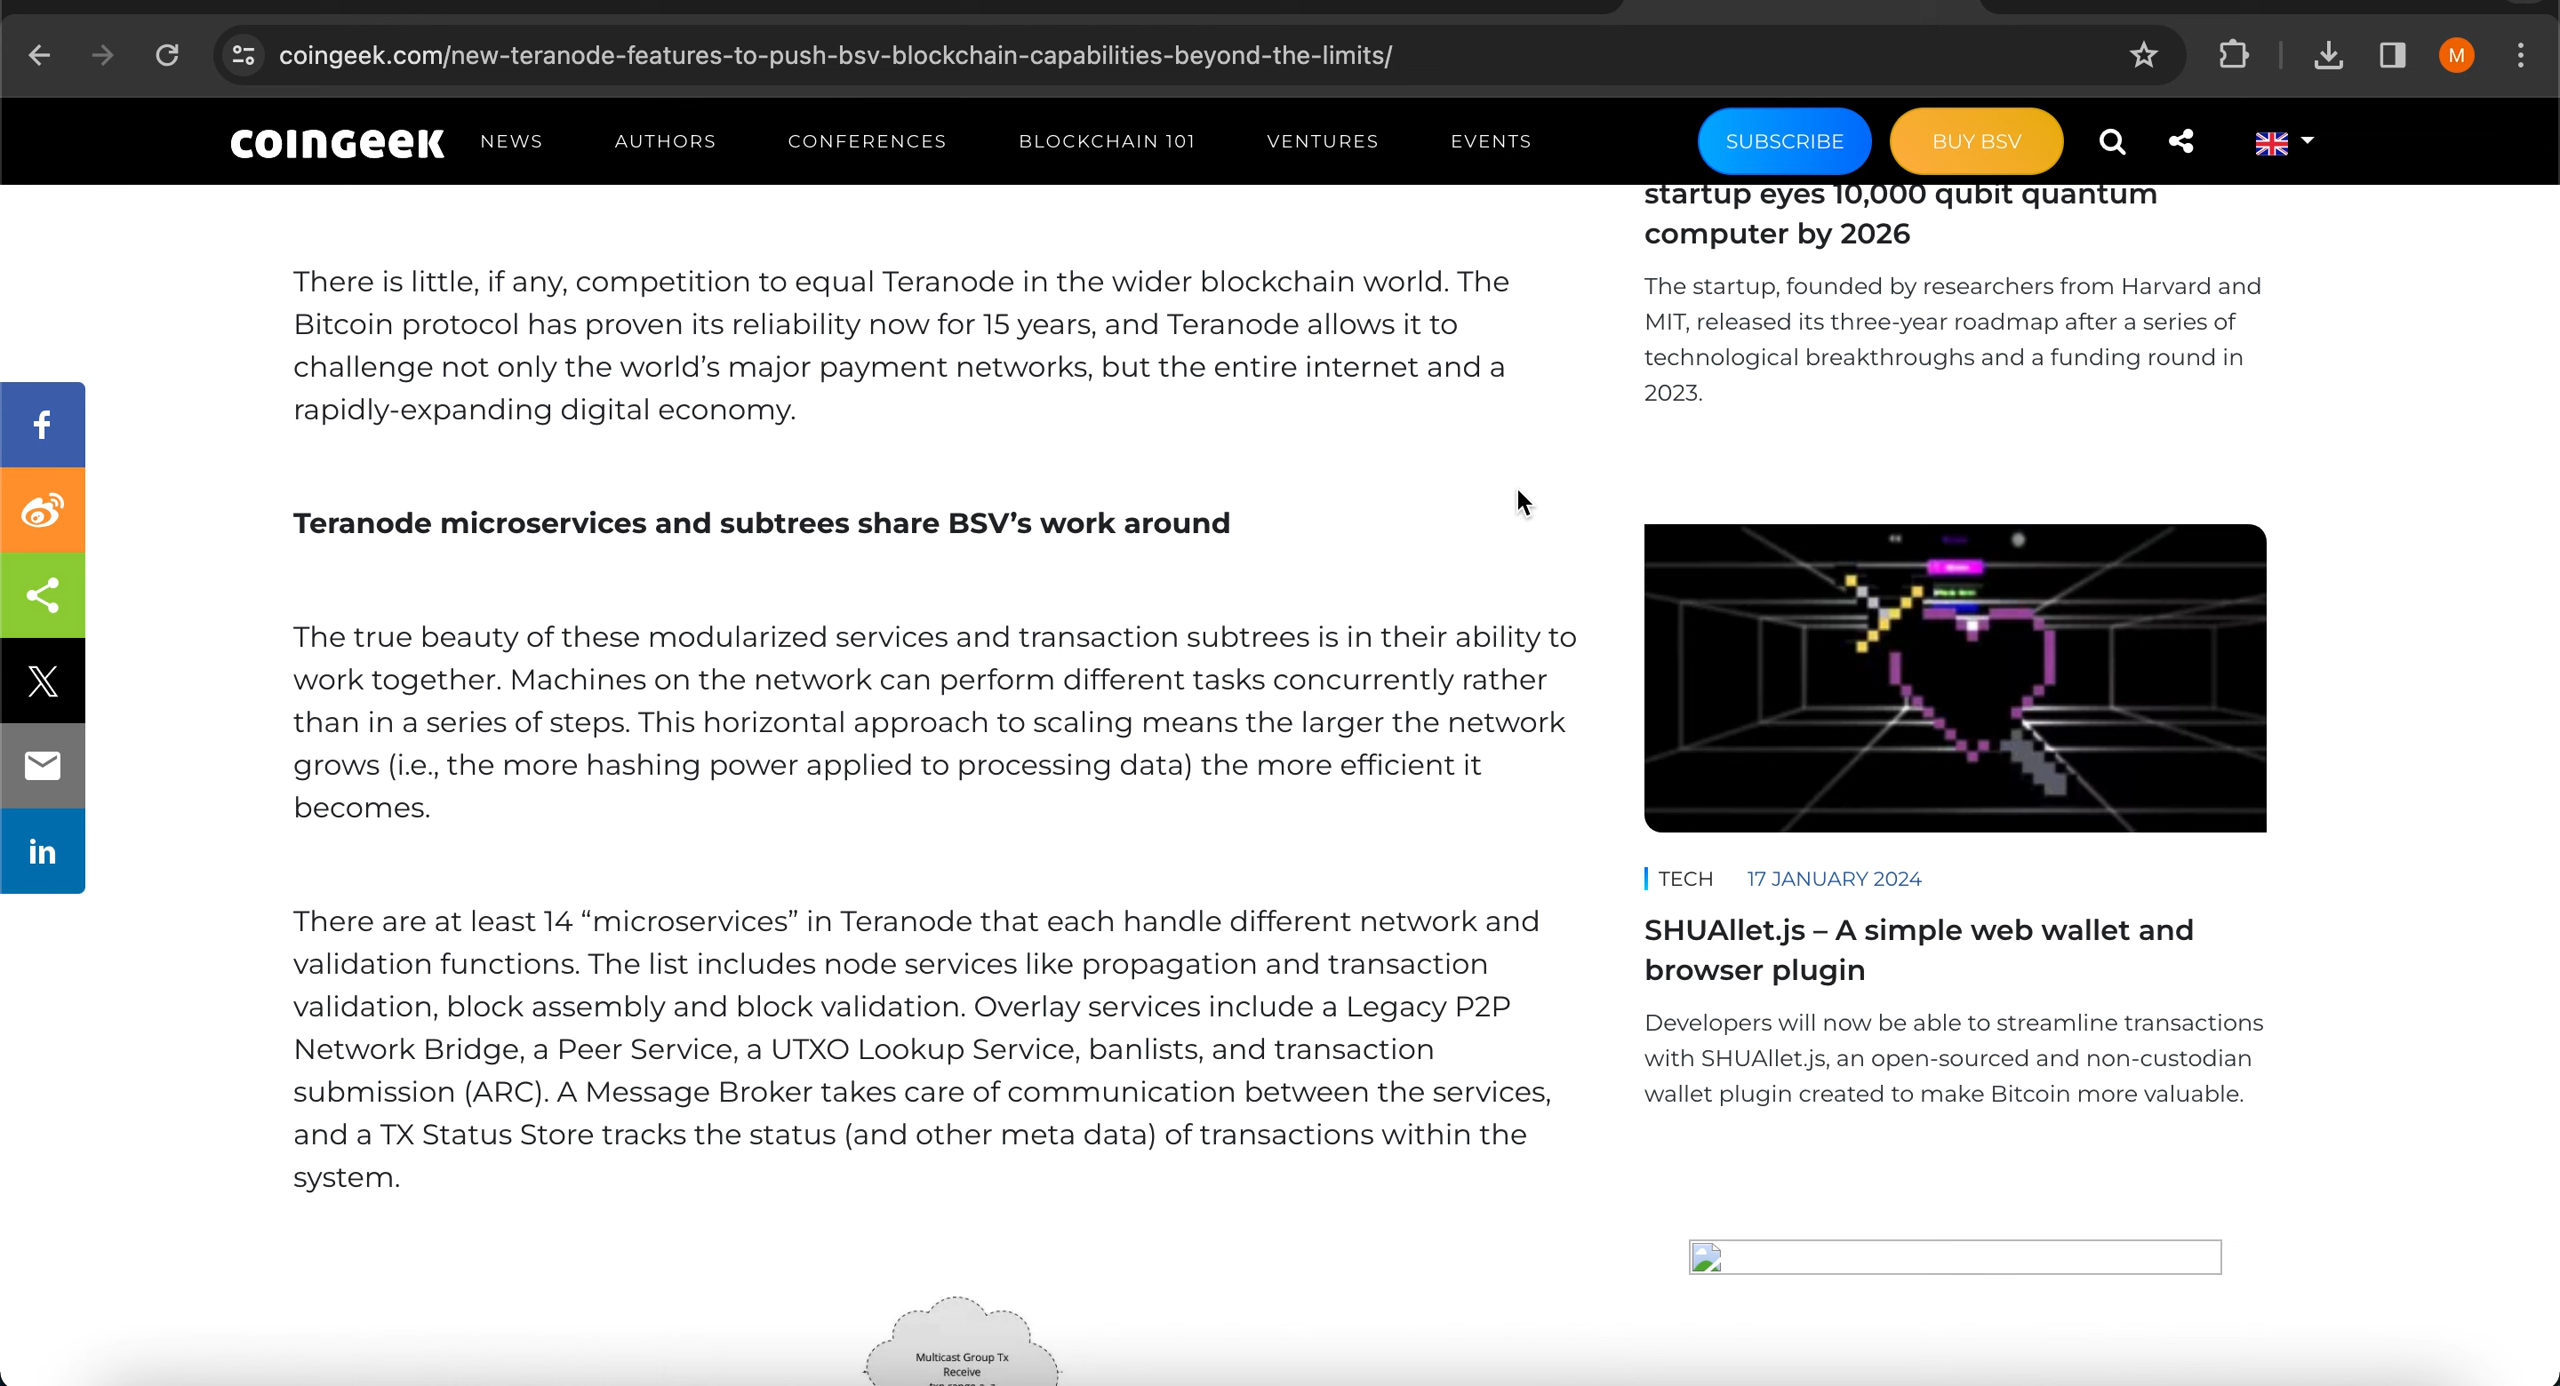 coingeek.com/new-teranode-features-to-push-bsv-blockchain-capabilities-beyond-the-limits/
M
COINGEEK
NEWS
AUTHORS
CONFERENCES
BLOCKCHAIN 101
VENTURES
EVENTS
SUBSCRIBE
BUY BSV
There is little, if any, competition to equal Teranode in the wider blockchain world. The
Bitcoin protocol has proven its reliability now for 15 years, and Teranode allows it to
challenge not only the world’s major payment networks, but the entire internet and a
rapidly-expanding digital economy.
Teranode microservices and subtrees share BSV’s work around
The true beauty of these modularized services and transaction subtrees is in their ability to
work together. Machines on the network can perform different tasks concurrently rather
than in a series of steps. This horizontal approach to scaling means the larger the network
grows (i.e., the more hashing power applied to processing data) the more efficient it
becomes.
There are at least 14 “microservices” in Teranode that each handle different network and
validation functions. The list includes node services like propagation and transaction
validation, block assembly and block validation. Overlay services include a Legacy P2P
Network Bridge, a Peer Service, a UTXO Lookup Service, banlists, and transaction
submission (ARC). A Message Broker takes care of communication between the services,
and a TX Status Store tracks the status (and other meta data) of transactions within the
system.
Multicast Group Tx
Receive
startup eyes 10,000 qubit quantum
computer by 2026
The startup, founded by researchers from Harvard and
MIT, released its three-year roadmap after a series of
technological breakthroughs and a funding round in
2023.
TECH
17 JANUARY 2024
SHUAllet.js – A simple web wallet and
browser plugin
Developers will now be able to streamline transactions
with SHUAllet.js, an open-sourced and non-custodian
wallet plugin created to make Bitcoin more valuable.